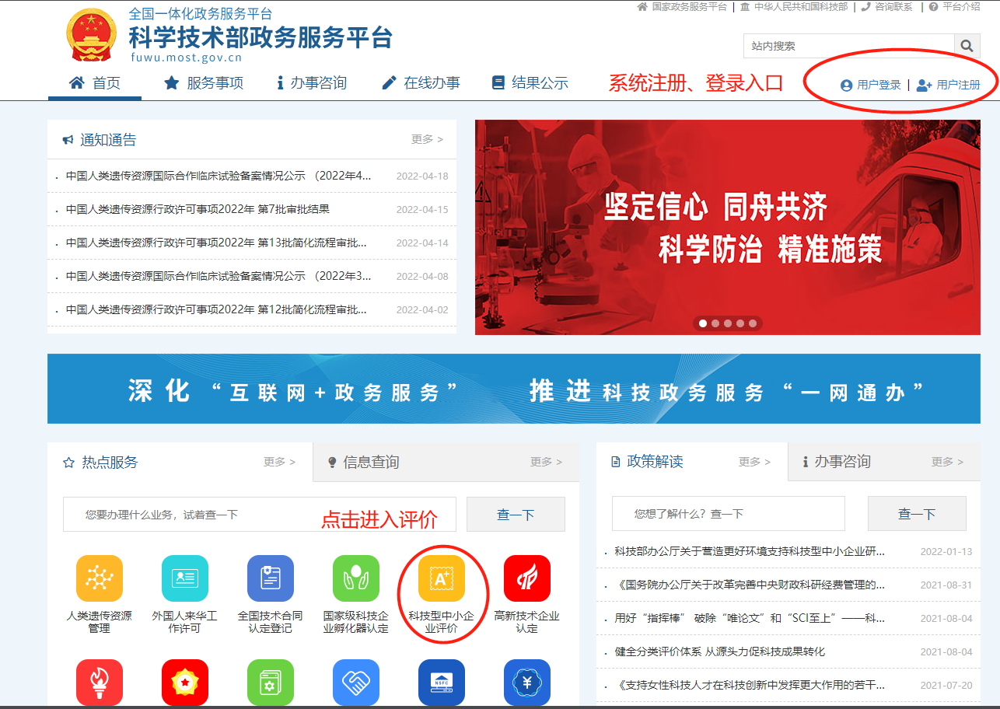 国家政务服务平台 | 中华人民共和国科技部 | 咨询联系 | 平台介绍
全国一体化政务服务平台
科学技术部政务服务平台
fuwu.most.gov.cn
站内搜索
首页 服务事项 办事咨询 在线办事 结果公示
系统注册、登录入口
用户登录 | 用户注册
通知通告 更多 >
中国人类遗传资源国际合作临床试验备案情况公示 （2022年4... 2022-04-18
中国人类遗传资源行政许可事项2022年 第7批审批结果 2022-04-15
中国人类遗传资源行政许可事项2022年 第13批简化流程审批... 2022-04-14
中国人类遗传资源国际合作临床试验备案情况公示 （2022年3... 2022-04-08
中国人类遗传资源行政许可事项2022年 第12批简化流程审批... 2022-04-02
坚定信心 同舟共济
科学防治 精准施策
深化“互联网+政务服务” 推进科技政务服务“一网通办”
热点服务 更多 >
信息查询 更多 >
您要办理什么业务，试着查一下
点击进入评价
查一下
人类遗传资源
管理
外国人来华工
作许可
全国技术合同
认定登记
国家级科技企
业孵化器认定
A+
科技型中小企
业评价
高新技术企业
认定
NSFC
¥
政策解读 更多 >
办事咨询 更多 >
您想了解什么？查一下
查一下
科技部办公厅关于营造更好环境支持科技型中小企业研... 2022-01-13
《国务院办公厅关于改革完善中央财政科研经费管理的... 2021-08-31
用好“指挥棒” 破除“唯论文”和“SCI至上”——科... 2021-08-04
健全分类评价体系 从源头力促科技成果转化 2021-08-04
《支持女性科技人才在科技创新中发挥更大作用的若干... 2021-07-20